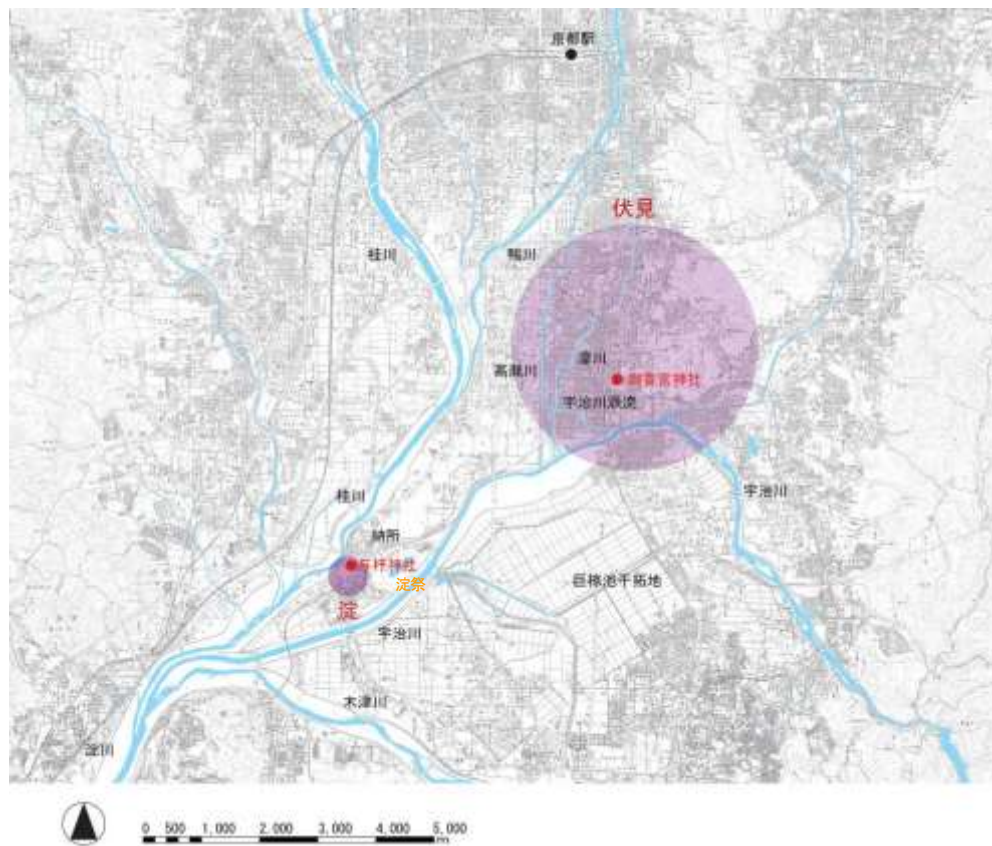 京都駅
伏見
桂川
鴨川
高瀬川
濠川
御香宮神社
宇治川派流
宇治川
桂川
納所
与杼神社
淀祭
淀
巨椋池干拓地
宇治川
木津川
淀川
0 500 1,000 2,000 3,000 4,000 5,000
m